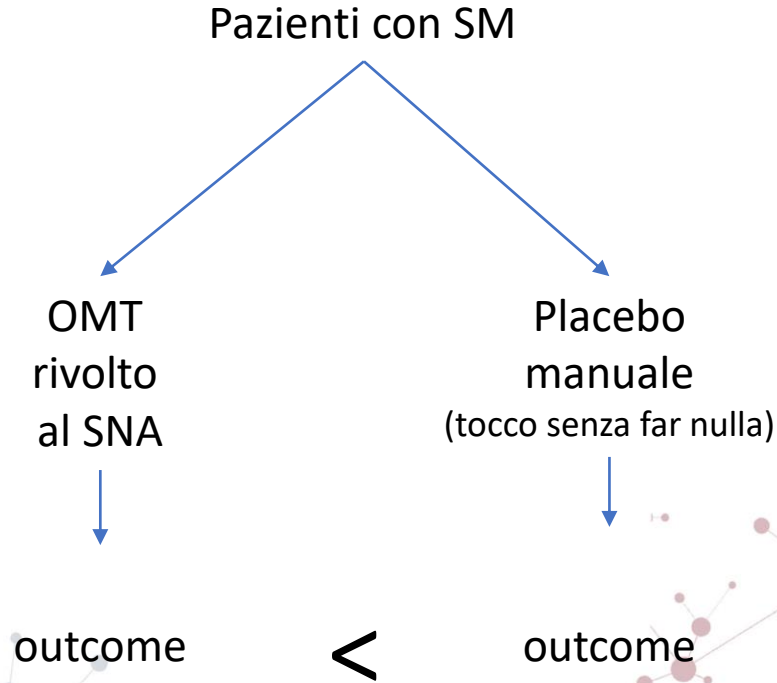 Pazienti con SM
OMT
rivolto
al SNA
Placebo
manuale
(tocco senza far nulla)
outcome < outcome